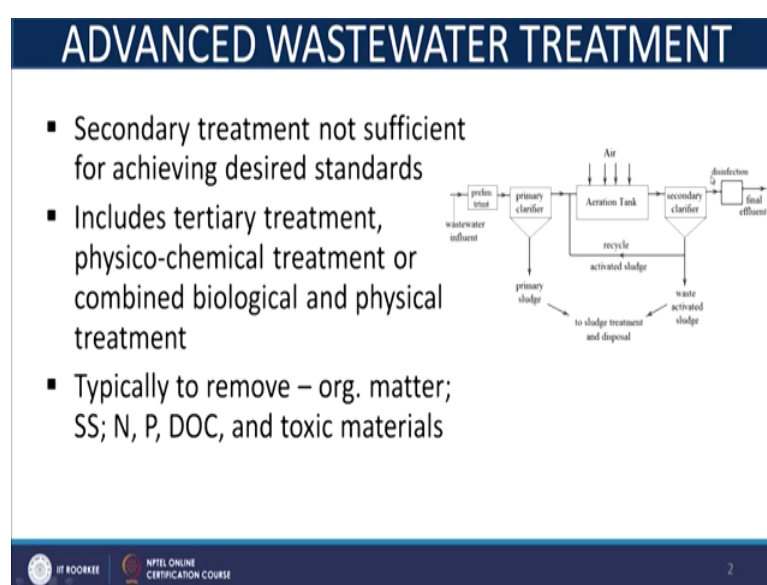 ADVANCED WASTEWATER TREATMENT
▪ Secondary treatment not sufficient
for achieving desired standards
▪ Includes tertiary treatment,
physico-chemical treatment or
combined biological and physical
treatment
▪ Typically to remove – org. matter;
SS; N, P, DOC, and toxic materials
Air
disinfection
prelim
primary
clarifier
Aeration Tank
secondary
clarifier
final
effluent
wastewater
influent
recycle
activated sludge
primary
sludge
waste
activated
sludge
to sludge treatment
and disposal
IIT ROORKEE
NPTEL ONLINE
CERTIFICATION COURSE
2